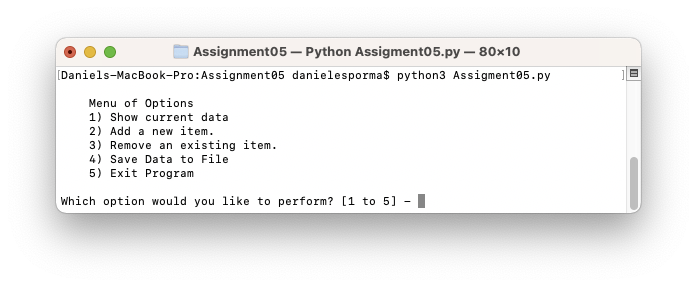 Assignment05 — Python Assigment05.py — 80×10
[Daniels-MacBook-Pro:Assignment05 danielesporma$ python3 Assigment05.py ]
Menu of Options
1) Show current data
2) Add a new item.
3) Remove an existing item.
4) Save Data to File
5) Exit Program
Which option would you like to perform? [1 to 5] -